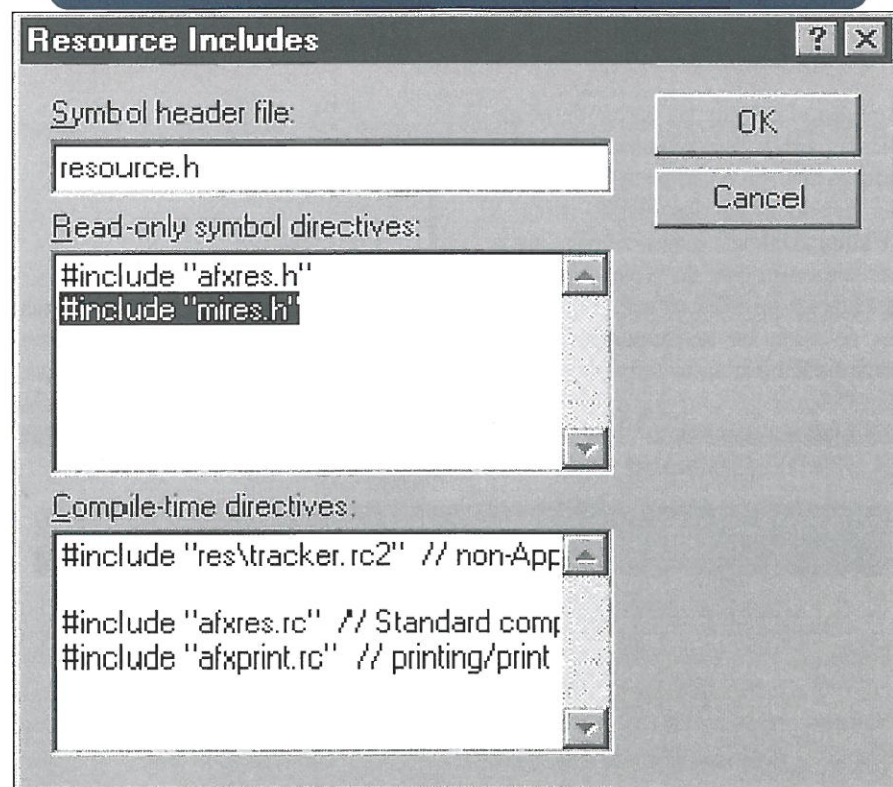 Resource Includes
Symbol header file:
OK
resource.h
Cancel
Read-only symbol directives:
#include "afxres.h"
#include "mires.h"
Compile-time directives:
#include "res\tracker.rc2" // non-App
#include "afxres.rc" // Standard comp
#include "afxprint.rc" // printing/print